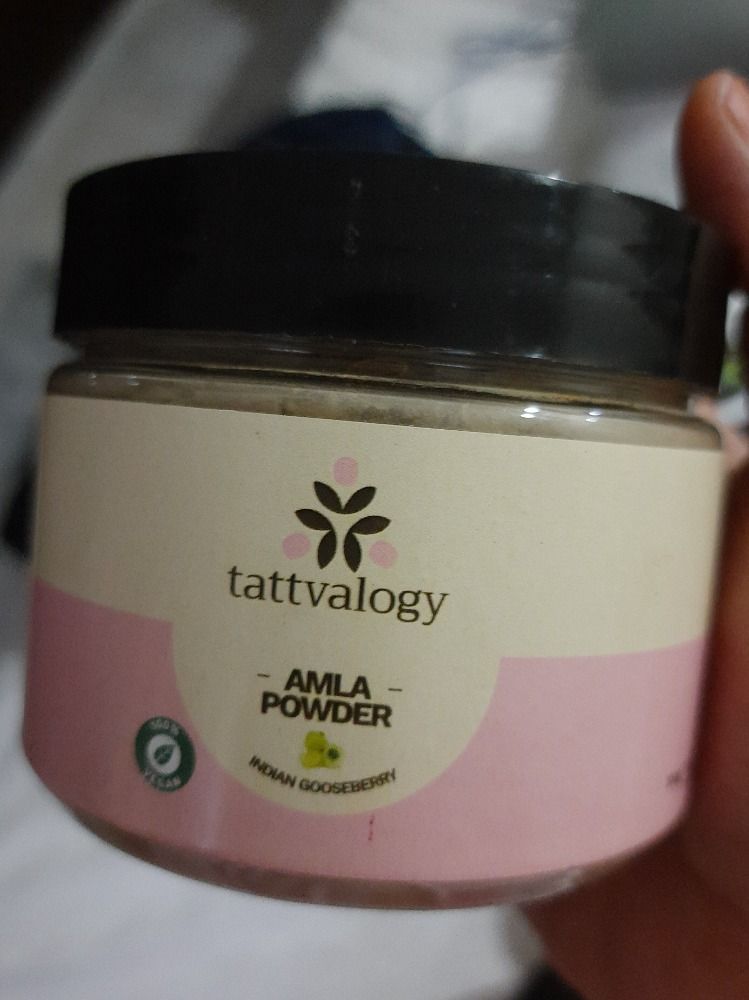 tattvalogy
- AMLA -
POWDER
INDIAN GOOSEBERRY
100%
VEGAN